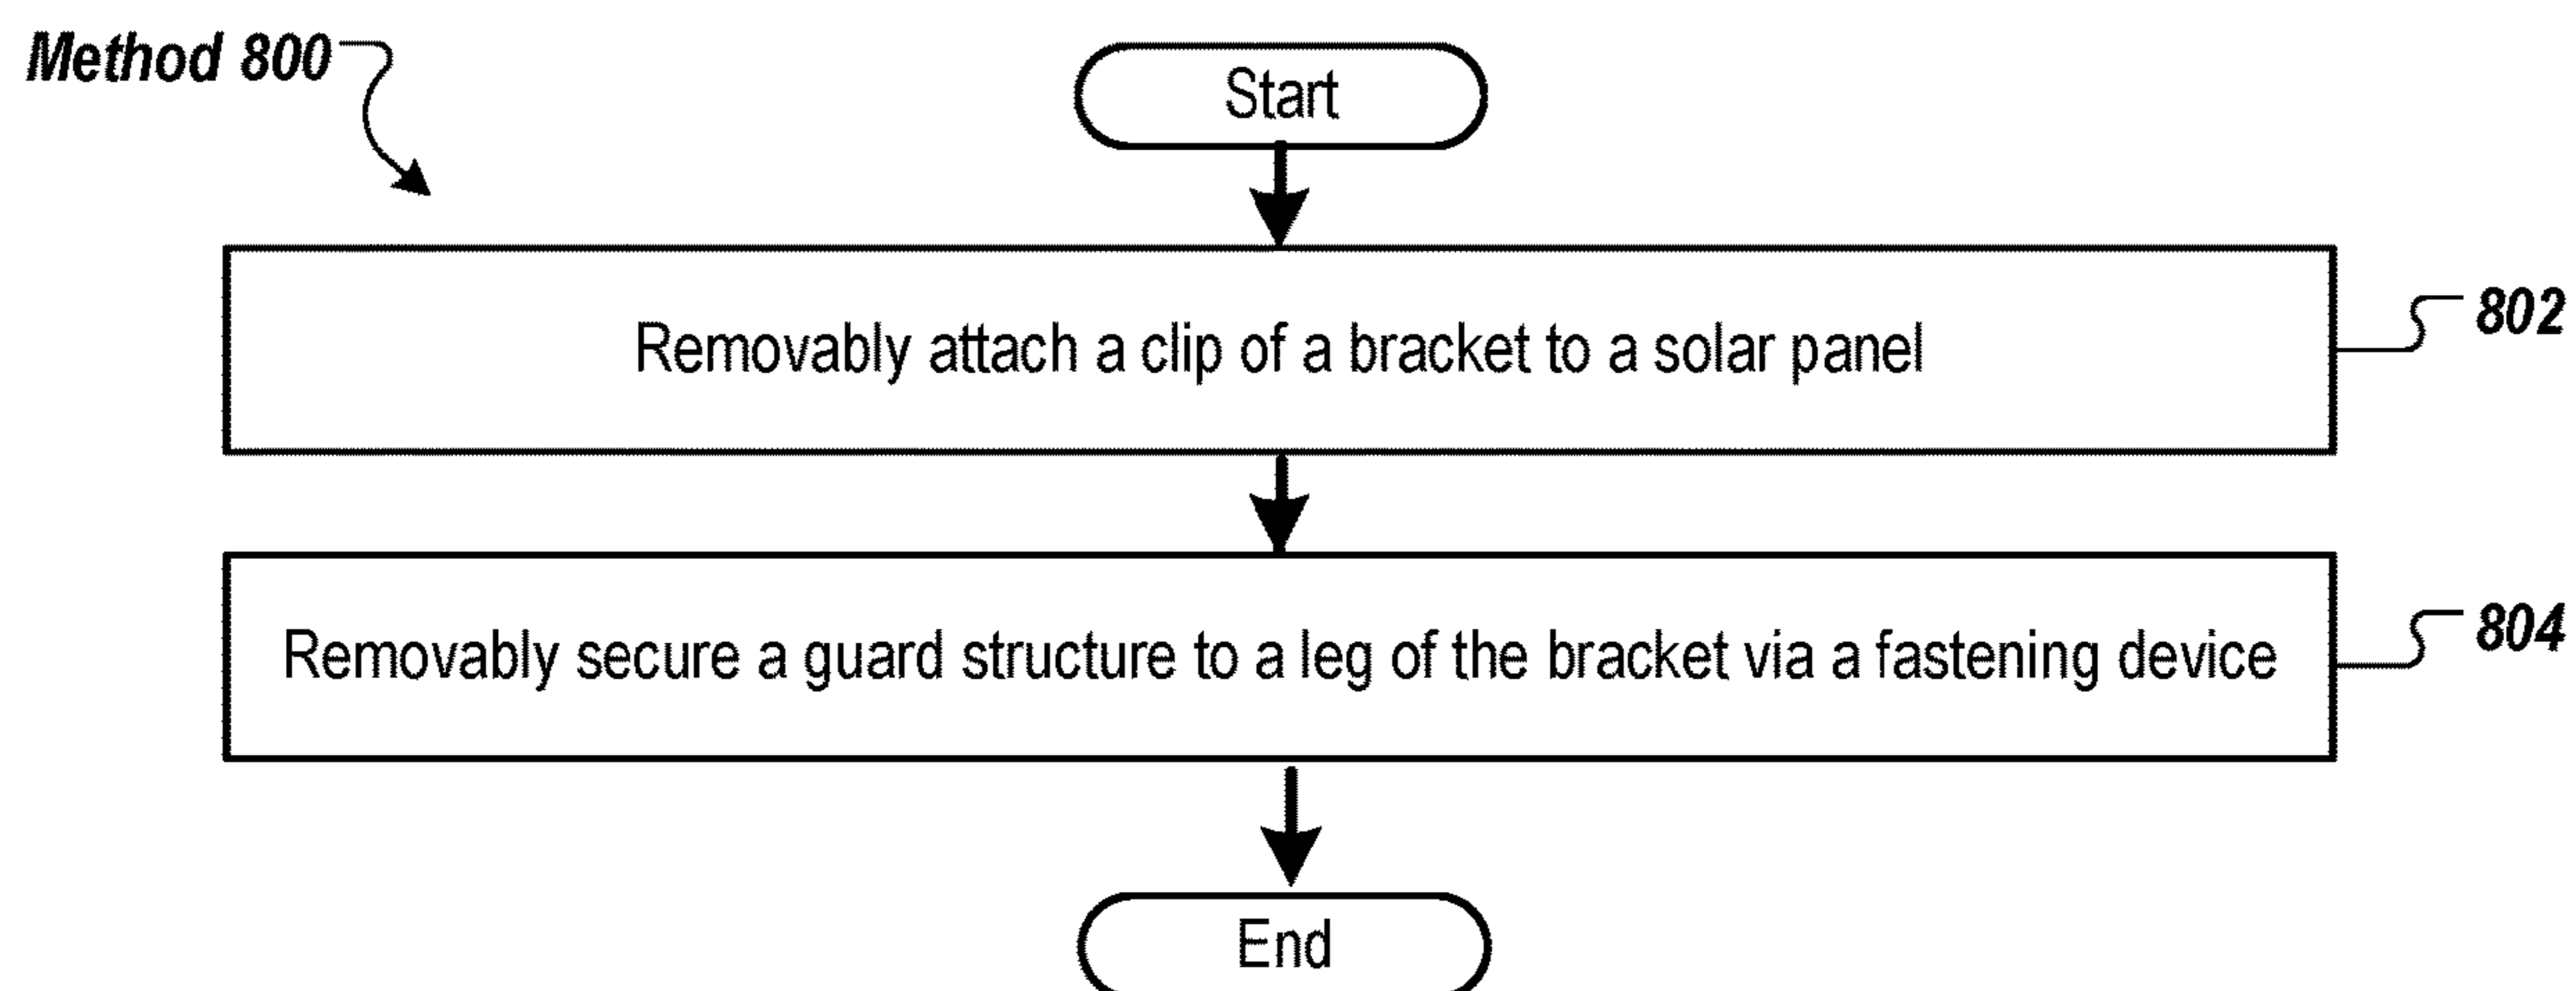 Method 800
Start
Removably attach a clip of a bracket to a solar panel
802
Removably secure a guard structure to a leg of the bracket via a fastening device
804
End